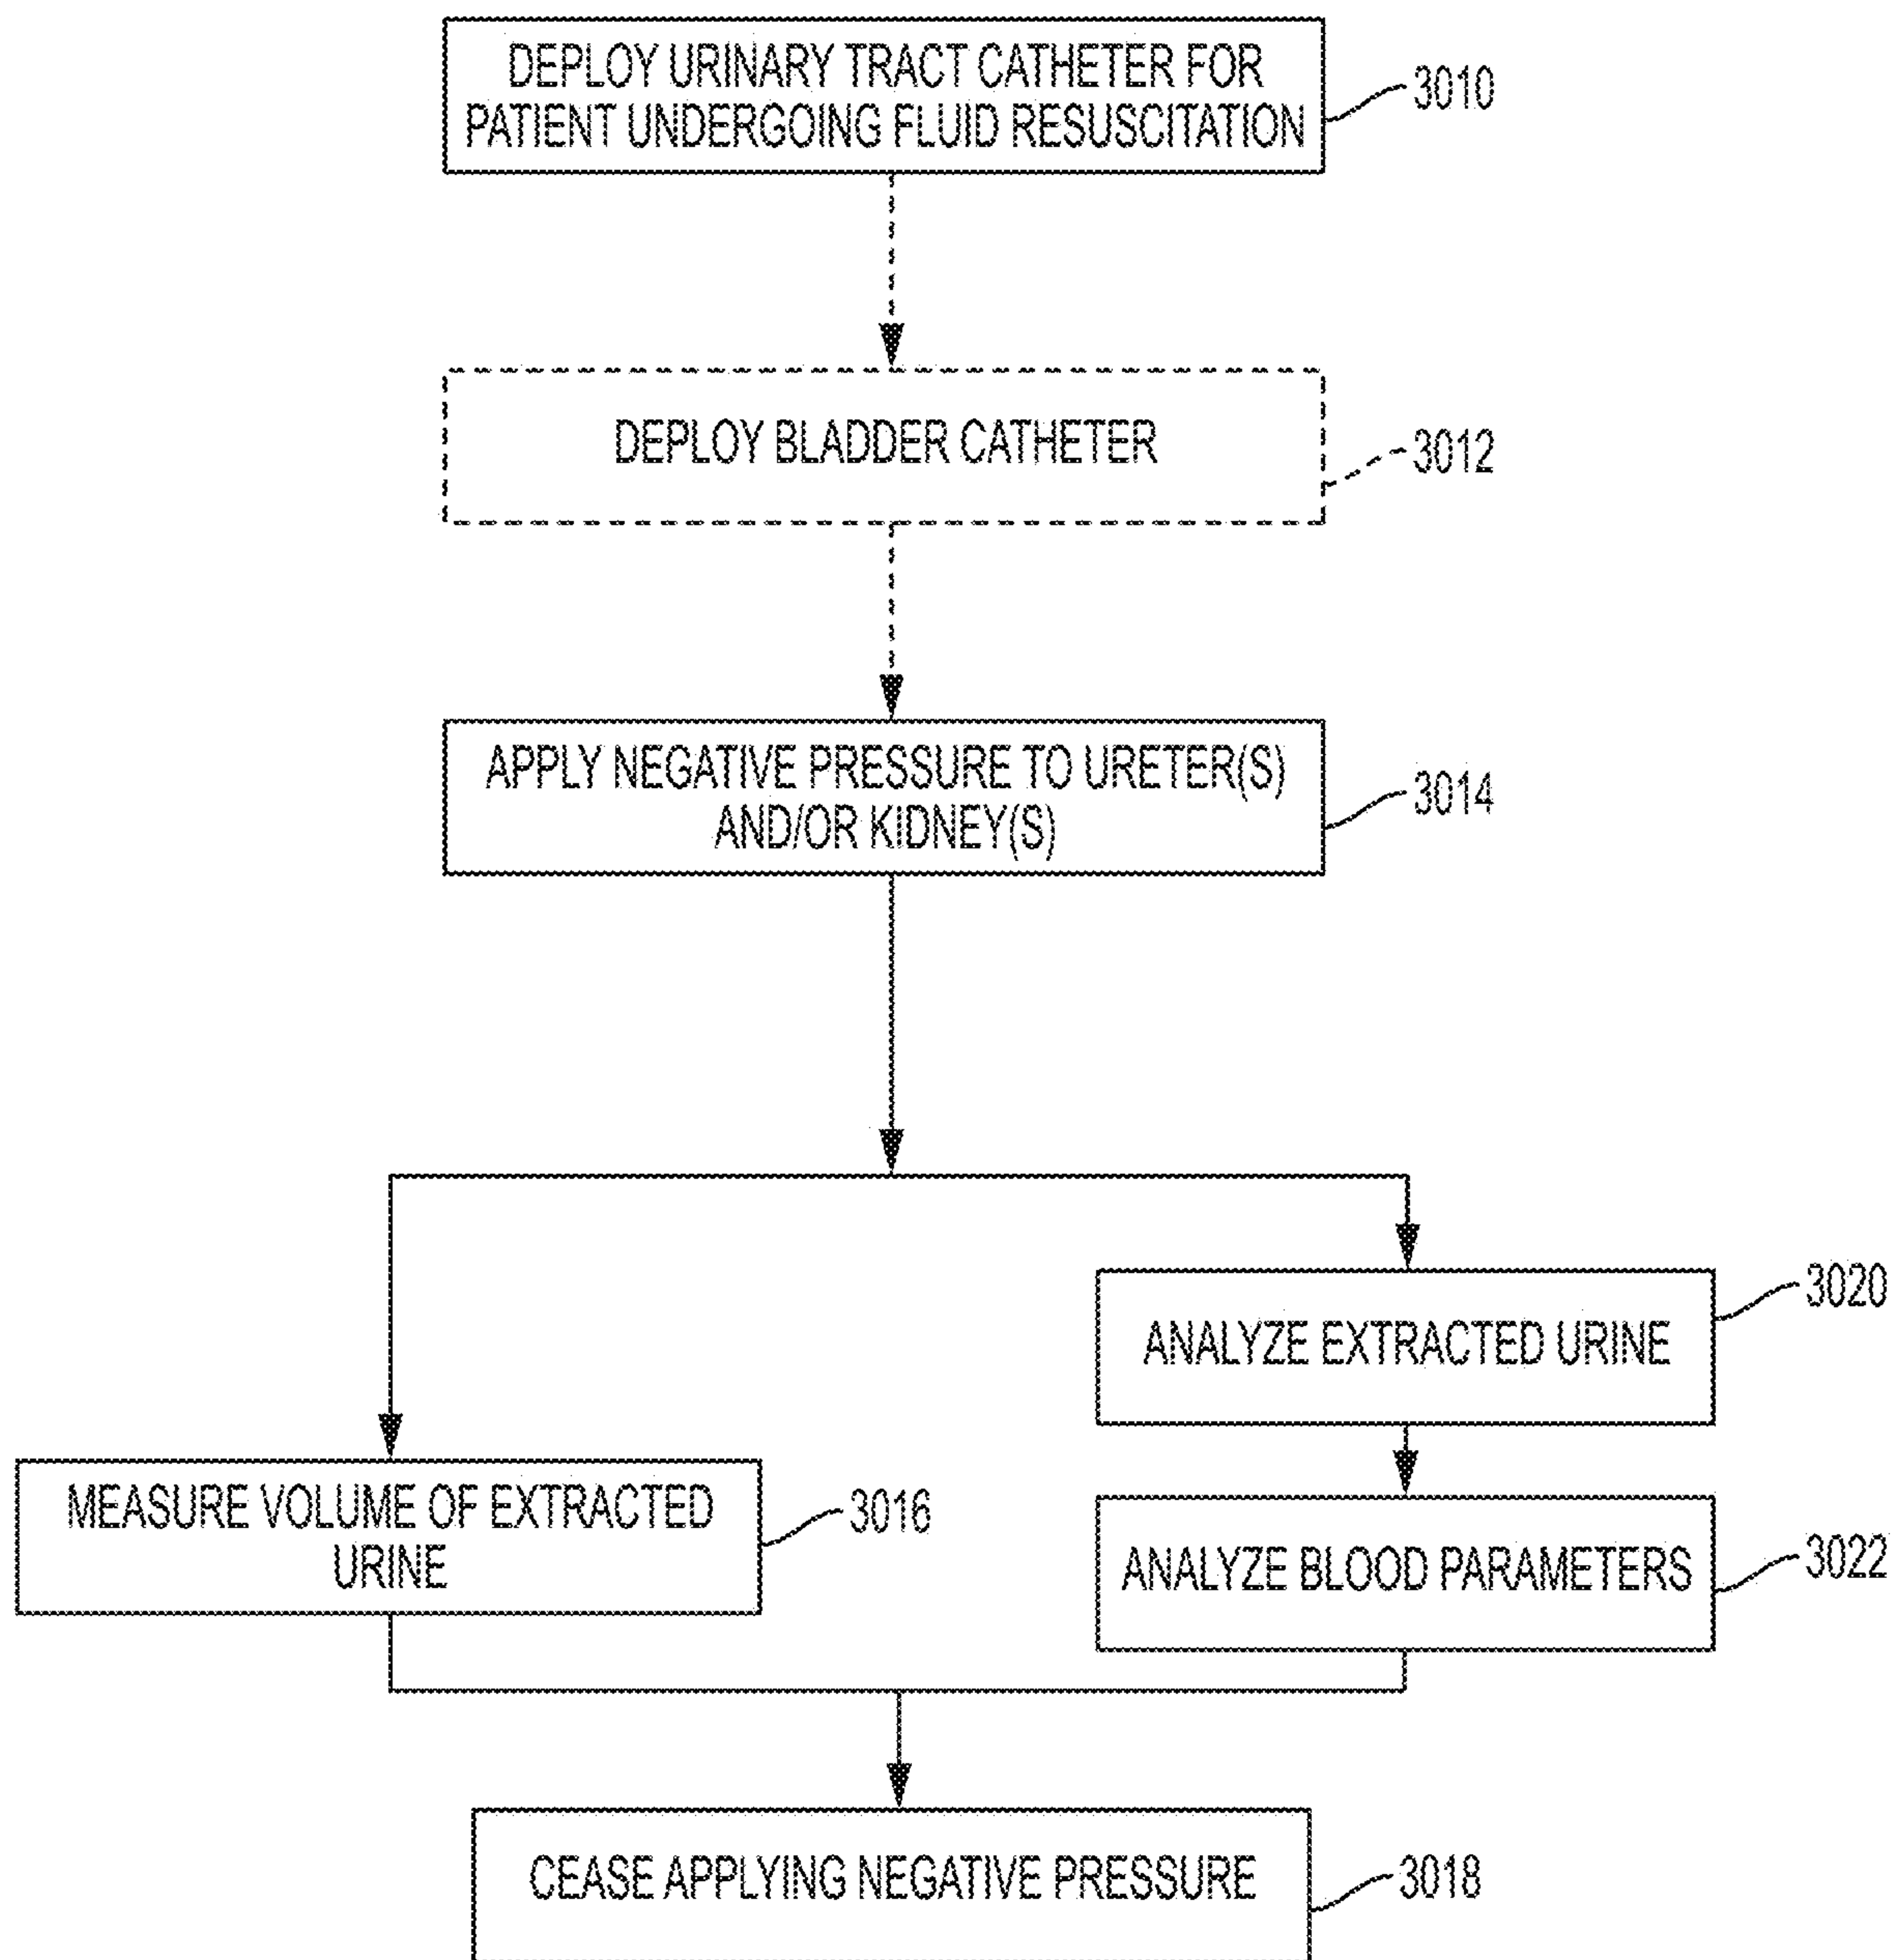 DEPLOY URINARY TRACT CATHETER FOR
PATIENT UNDERGOING FLUID RESUSCITATION
3010
DEPLOY BLADDER CATHETER
3012
APPLY NEGATIVE PRESSURE TO URETER(S)
AND/OR KIDNEY(S)
3014
ANALYZE EXTRACTED URINE
3020
MEASURE VOLUME OF EXTRACTED
URINE
3016
ANALYZE BLOOD PARAMETERS
3022
CEASE APPLYING NEGATIVE PRESSURE
3018